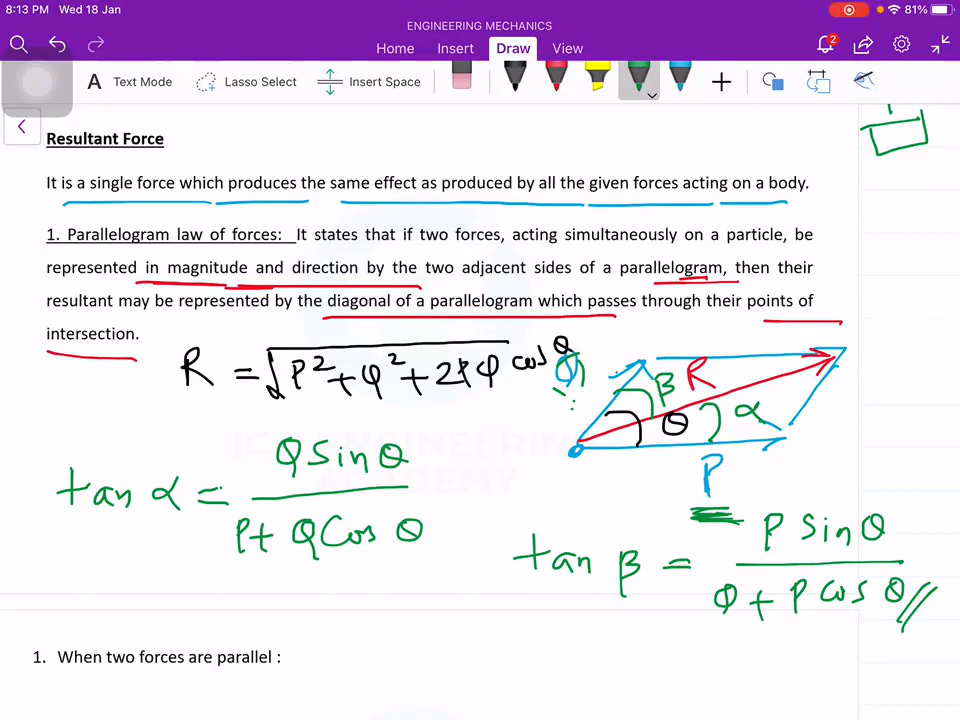 8:13 PM Wed 18 Jan 81%
ENGINEERING MECHANICS
Home Insert Draw View
2
A Text Mode Lasso Select Insert Space
Resultant Force
It is a single force which produces the same effect as produced by all the given forces acting on a body.
1. Parallelogram law of forces: It states that if two forces, acting simultaneously on a particle, be
represented in magnitude and direction by the two adjacent sides of a parallelogram, then their
resultant may be represented by the diagonal of a parallelogram which passes through their points of
intersection.
R = √P²+Q²+2PQ cosθ
Q β R
θ α
P
tan α = Q sinθ / P+ Q Cos θ
tan β = P sinθ / Q + P cos θ //
ENGINEERING
ACADEMY
1. When two forces are parallel :